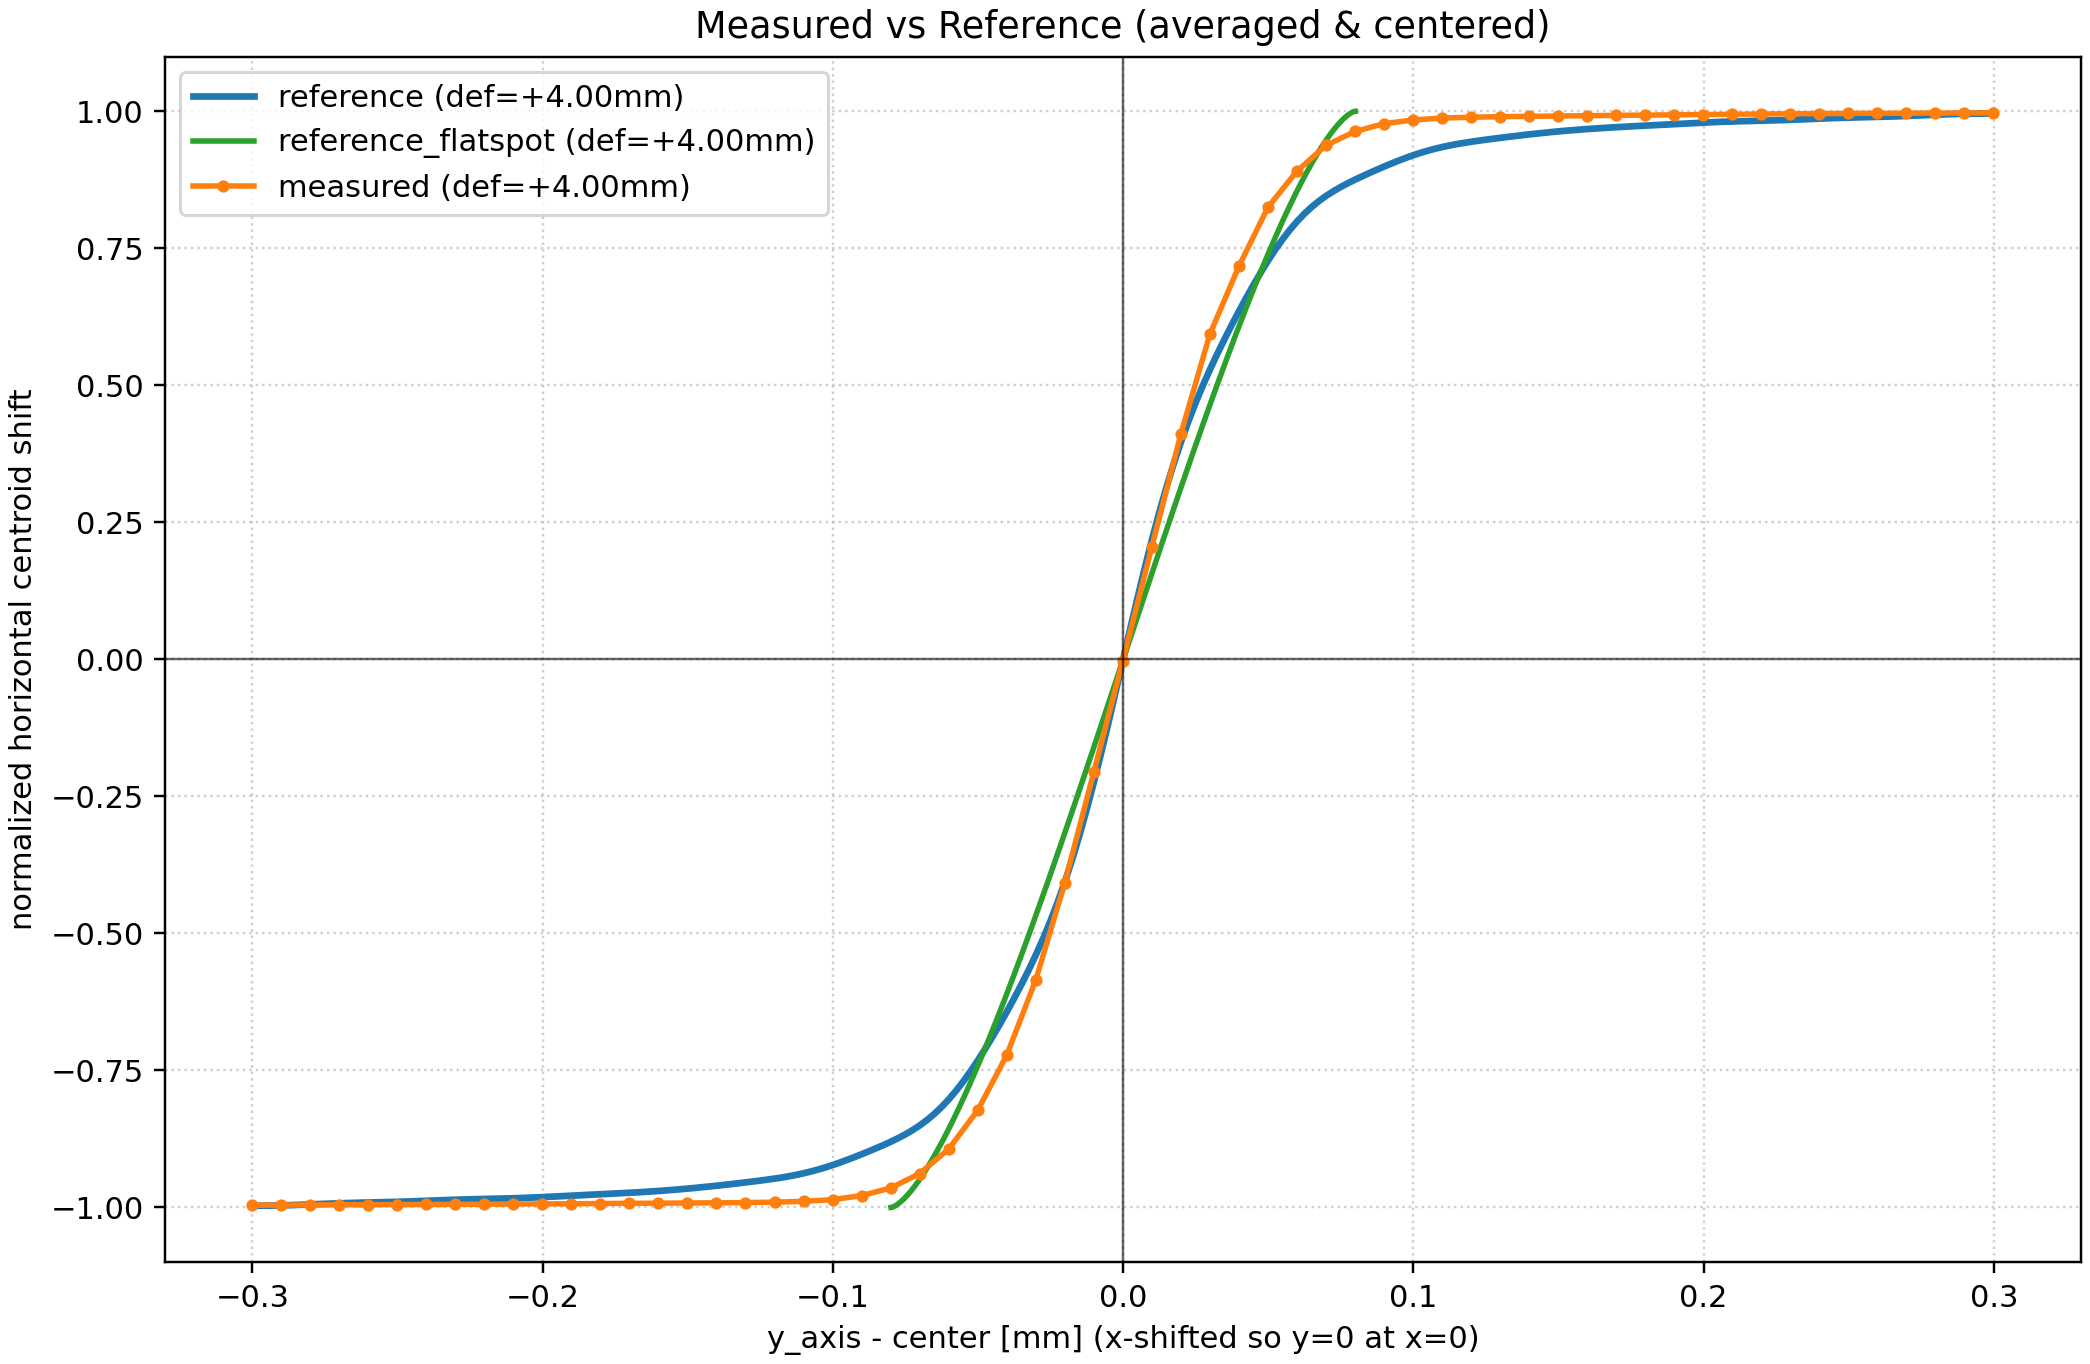 Measured vs Reference (averaged & centered)
reference (def=+4.00mm)
reference_flatspot (def=+4.00mm)
measured (def=+4.00mm)
1.00
0.75
0.50
0.25
0.00
−0.25
−0.50
−0.75
−1.00
normalized horizontal centroid shift
−0.3
−0.2
−0.1
0.0
0.1
0.2
0.3
y_axis - center [mm] (x-shifted so y=0 at x=0)